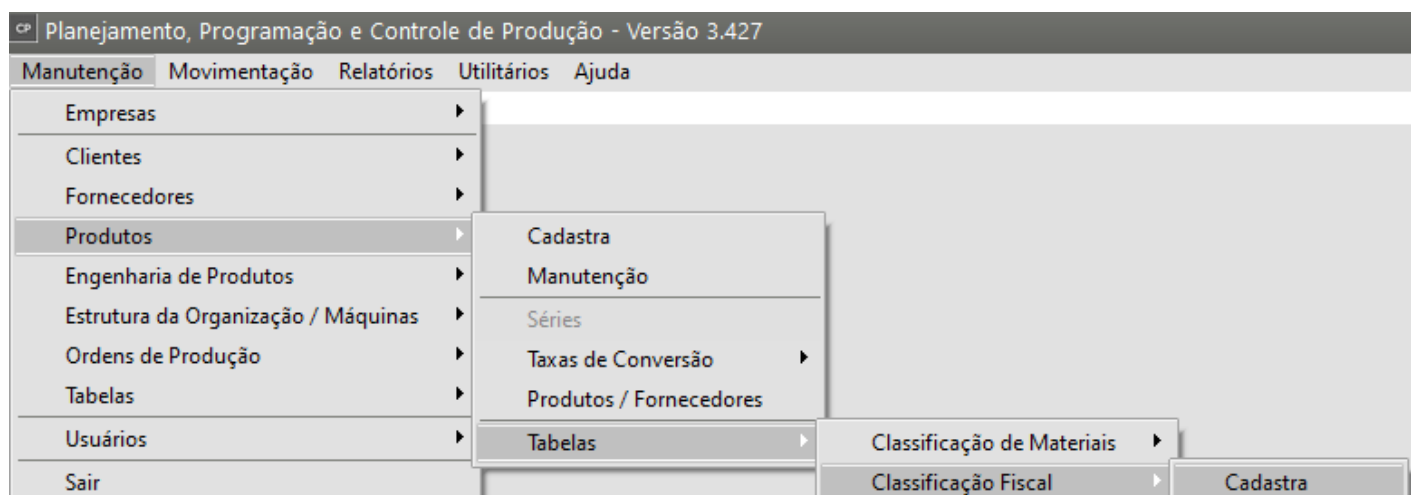 CP Planejamento, Programação e Controle de Produção - Versão 3.427
Manutenção Movimentação Relatórios Utilitários Ajuda
Empresas
Clientes
Fornecedores
Produtos
Engenharia de Produtos
Estrutura da Organização / Máquinas
Ordens de Produção
Tabelas
Usuários
Sair
Cadastra
Manutenção
Séries
Taxas de Conversão
Produtos / Fornecedores
Tabelas
Classificação de Materiais
Classificação Fiscal
Cadastra